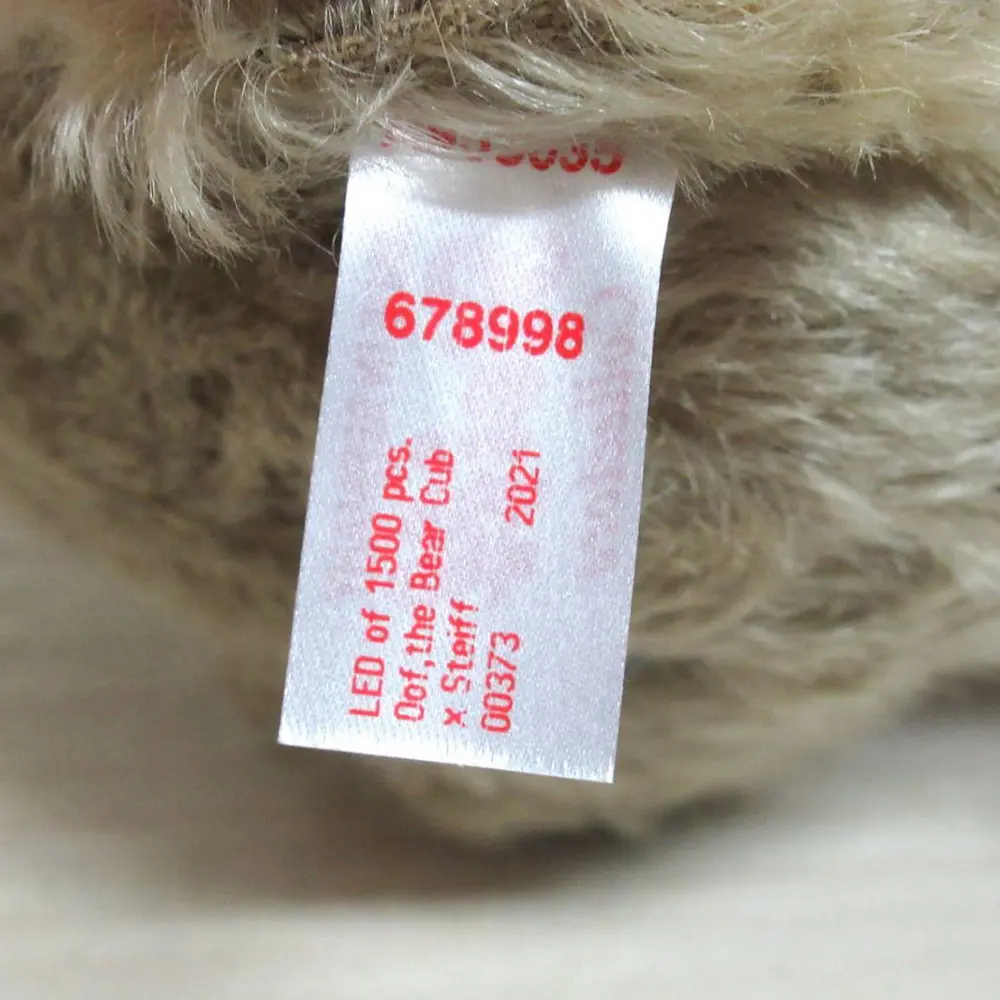 678998
LED of 1500 pcs.
Oof,the Bear Cub
x Steiff 2021
00373